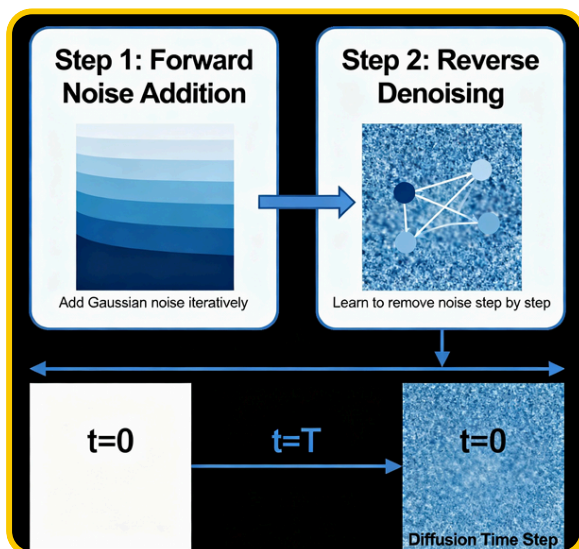 Step 1: Forward
Noise Addition
Add Gaussian noise iteratively
Step 2: Reverse
Denoising
Learn to remove noise step by step
t=0
t=T
t=0
Diffusion Time Step